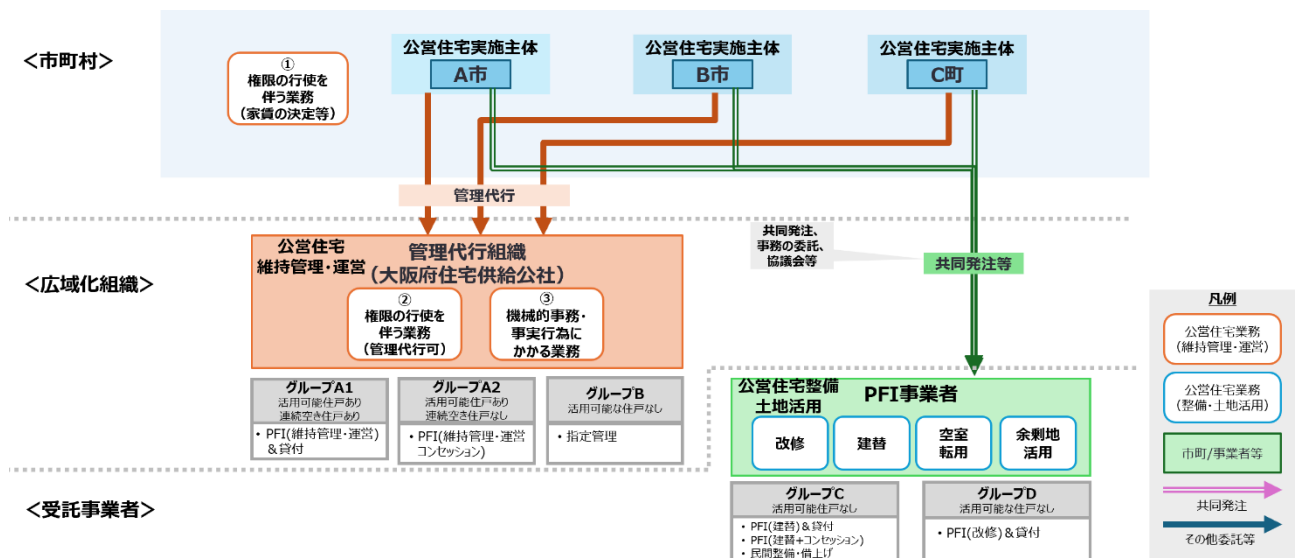 <市町村>
①
権限の行使を
伴う業務
(家賃の決定等)
公営住宅実施主体
A市
公営住宅実施主体
B市
公営住宅実施主体
C町
管理代行
<広域化組織>
公営住宅
維持管理・運営
管理代行組織
(大阪府住宅供給公社)
②
権限の行使を
伴う業務
(管理代行可)
③
機械的事務・
事実行為に
かかる業務
共同発注、
事務の委託、
協議会等
共同発注等
グループA1
活用可能住戸あり
連続空き住戸あり
・PFI(維持管理・運営)
&貸付
グループA2
活用可能住戸あり
連続空き住戸なし
・PFI(維持管理・運営
コンセッション)
グループB
活用可能な住戸なし
・指定管理
公営住宅整備
土地活用
PFI事業者
改修
建替
空室
転用
余剰地
活用
<受託事業者>
グループC
活用可能住戸なし
・PFI(建替)&貸付
・PFI(建替+コンセッション)
・民間整備・借上げ
グループD
活用可能な住戸なし
・PFI(改修)&貸付
凡例
公営住宅業務
(維持管理・運営)
公営住宅業務
(整備・土地活用)
市町/事業者等
共同発注
その他委託等